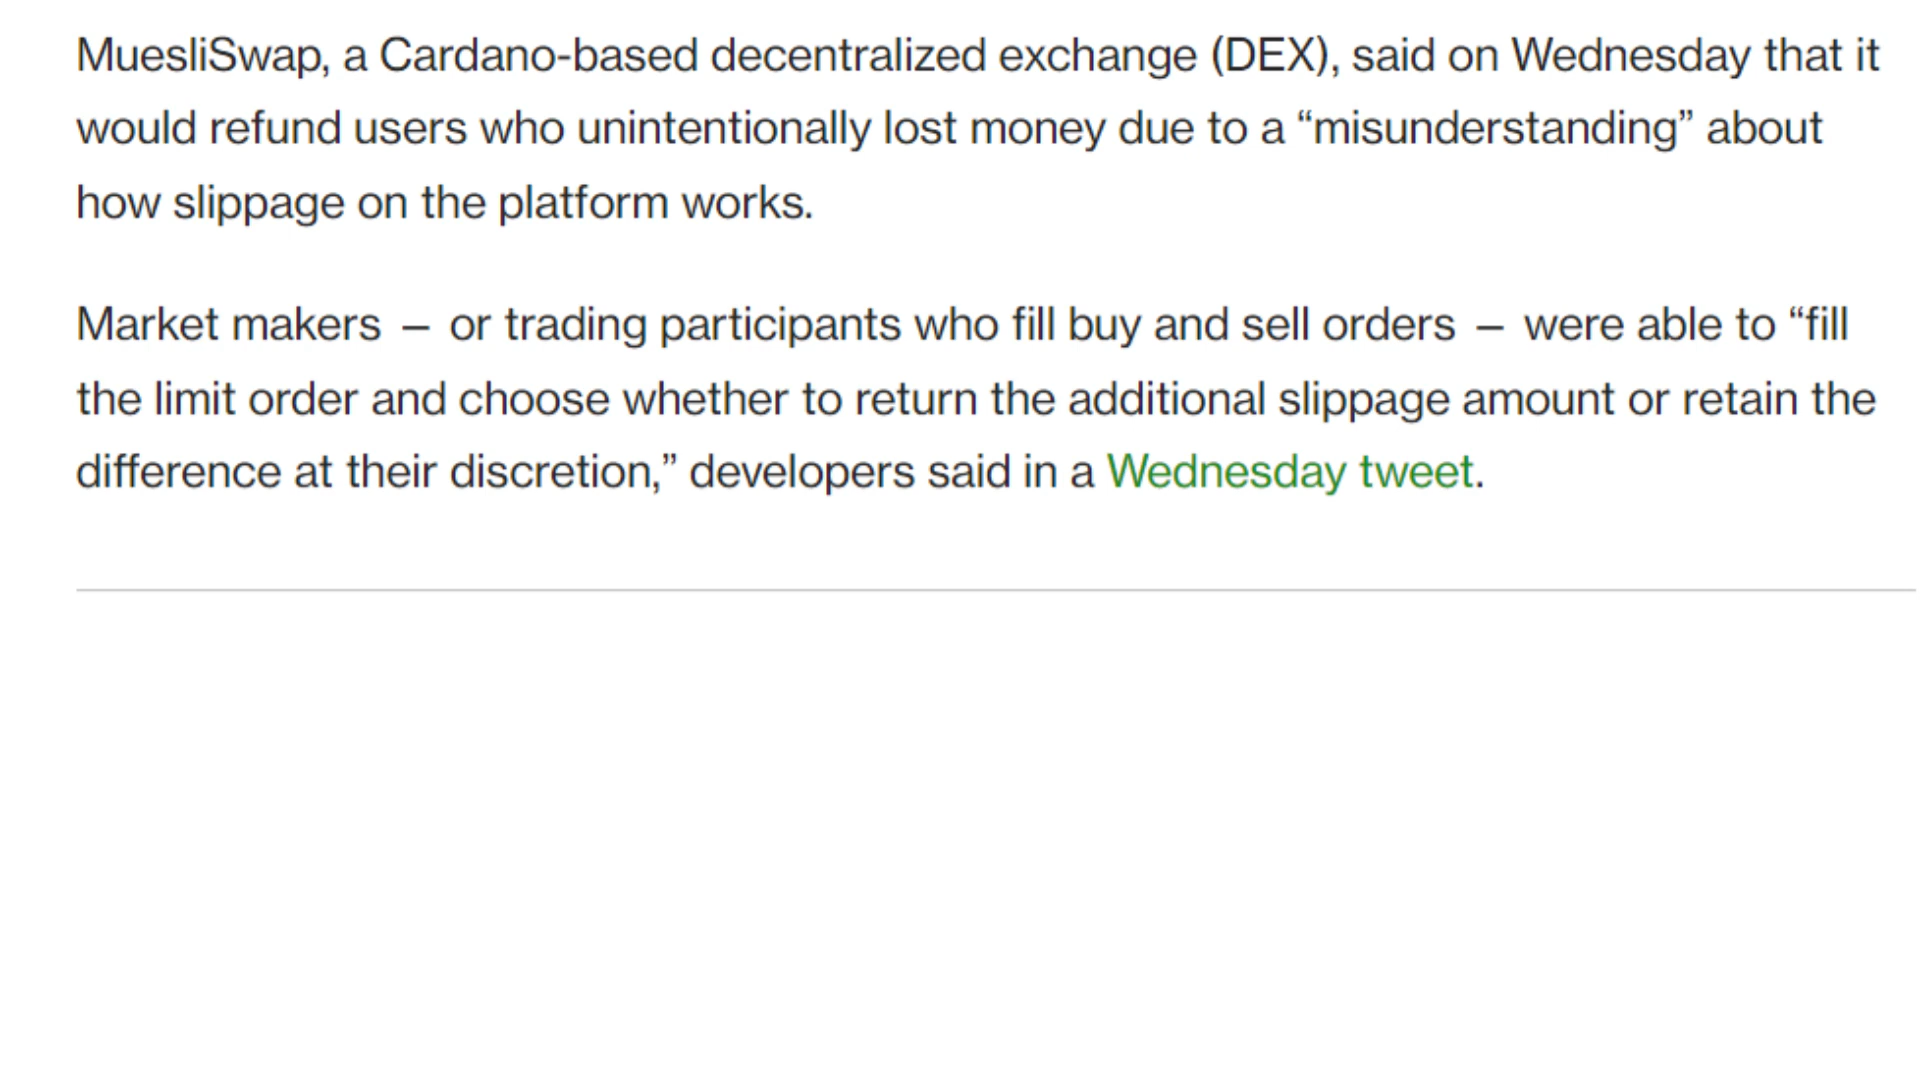 MuesliSwap, a Cardano-based decentralized exchange (DEX), said on Wednesday that it
would refund users who unintentionally lost money due to a “misunderstanding” about
how slippage on the platform works.
Market makers – or trading participants who fill buy and sell orders – were able to “fill
the limit order and choose whether to return the additional slippage amount or retain the
difference at their discretion,” developers said in a Wednesday tweet.